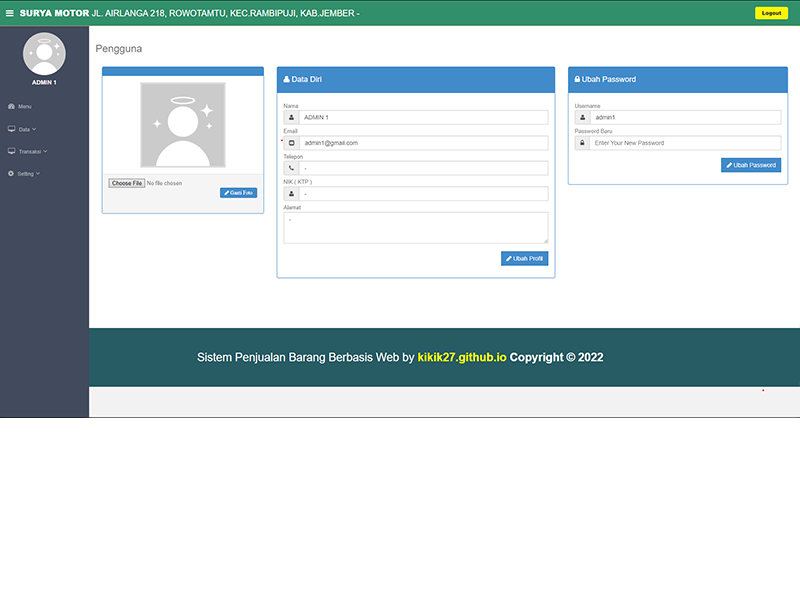 SURYA MOTOR JL. AIRLANGA 218, ROWOTAMTU, KEC.RAMBIPUJI, KAB.JEMBER -
Logout
ADMIN 1
Menu
Data
Transaksi
Setting
Pengguna
Choose File No file chosen
Ganti Foto
Data Diri
Nama
ADMIN 1
Email
admin1@gmail.com
Telepon
-
NIK ( KTP )
-
Alamat
-
Ubah Profil
Ubah Password
Username
admin1
Password Baru
Enter Your New Password
Ubah Password
Sistem Penjualan Barang Berbasis Web by kikik27.github.io Copyright © 2022